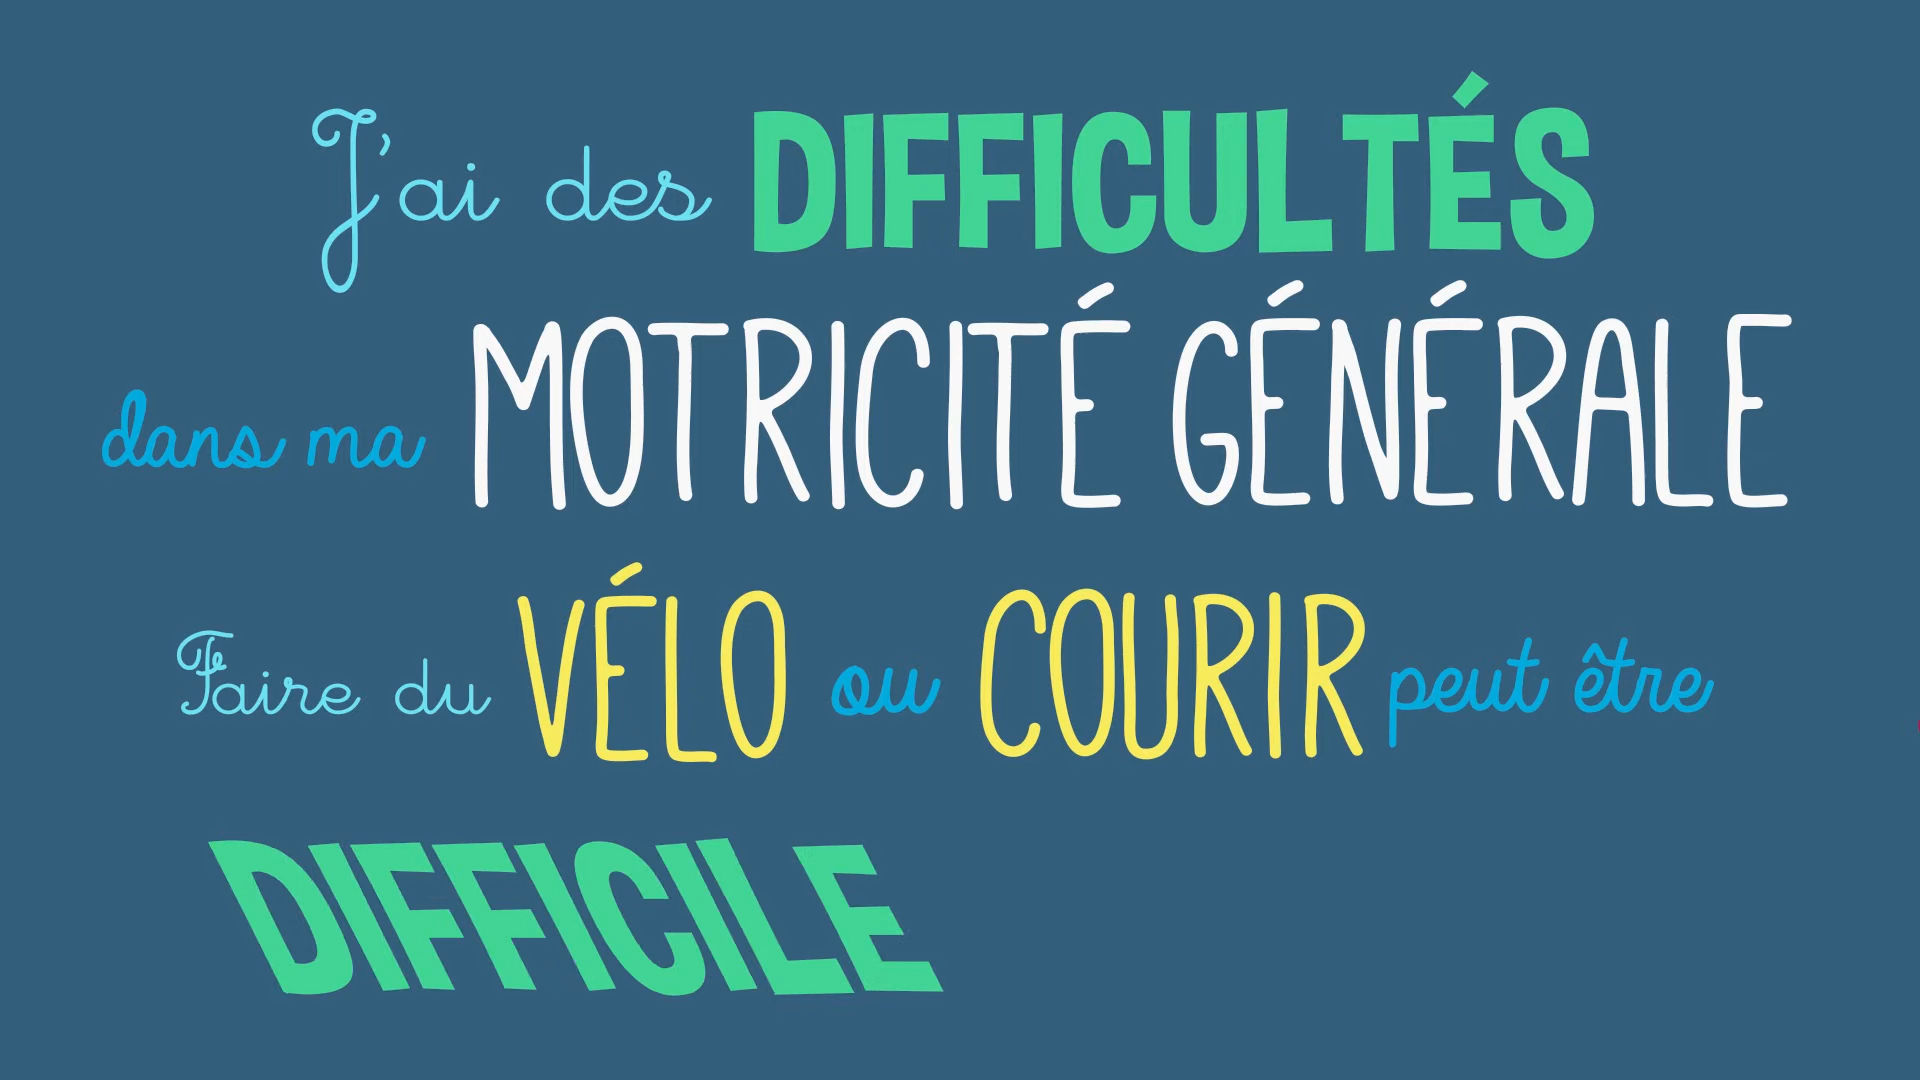 J'ai des DIFFICULTÉS
dans ma MOTRICITÉ GÉNÉRALE
Faire du VÉLO ou COURIR peut être
DIFFICILE